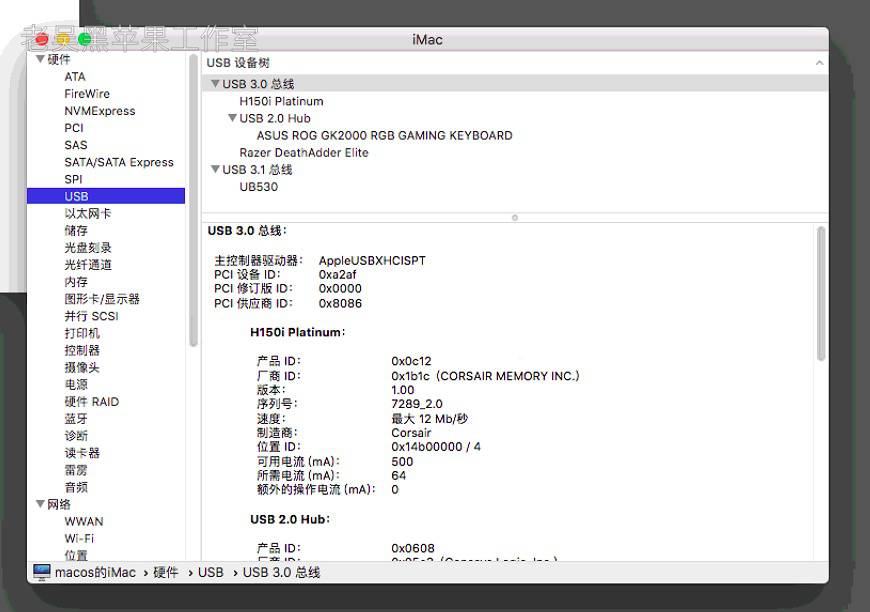 老吴黑苹果工作室
iMac
硬件
ATA
FireWire
NVMExpress
PCI
SAS
SATA/SATA Express
SPI
USB
以太网卡
储存
光盘刻录
光纤通道
内存
图形卡/显示器
并行 SCSI
打印机
控制器
摄像头
电源
硬件 RAID
蓝牙
诊断
读卡器
雷雳
音频
网络
WWAN
Wi-Fi
位置
USB 设备树
USB 3.0 总线
H150i Platinum
USB 2.0 Hub
ASUS ROG GK2000 RGB GAMING KEYBOARD
Razer DeathAdder Elite
USB 3.1 总线
UB530
USB 3.0 总线:
主控制器驱动器: AppleUSBXHCISPT
PCI 设备 ID: 0xa2af
PCI 修订版 ID: 0x0000
PCI 供应商 ID: 0x8086
H150i Platinum:
产品 ID: 0x0c12
厂商 ID: 0x1b1c (CORSAIR MEMORY INC.)
版本: 1.00
序列号: 7289_2.0
速度: 最大 12 Mb/秒
制造商: Corsair
位置 ID: 0x14b00000 / 4
可用电流 (mA): 500
所需电流 (mA): 64
额外的操作电流 (mA): 0
USB 2.0 Hub:
产品 ID: 0x0608
厂商 ID: 0x05e3 (Genesys Logic, Inc.)
macos的iMac › 硬件 › USB › USB 3.0 总线